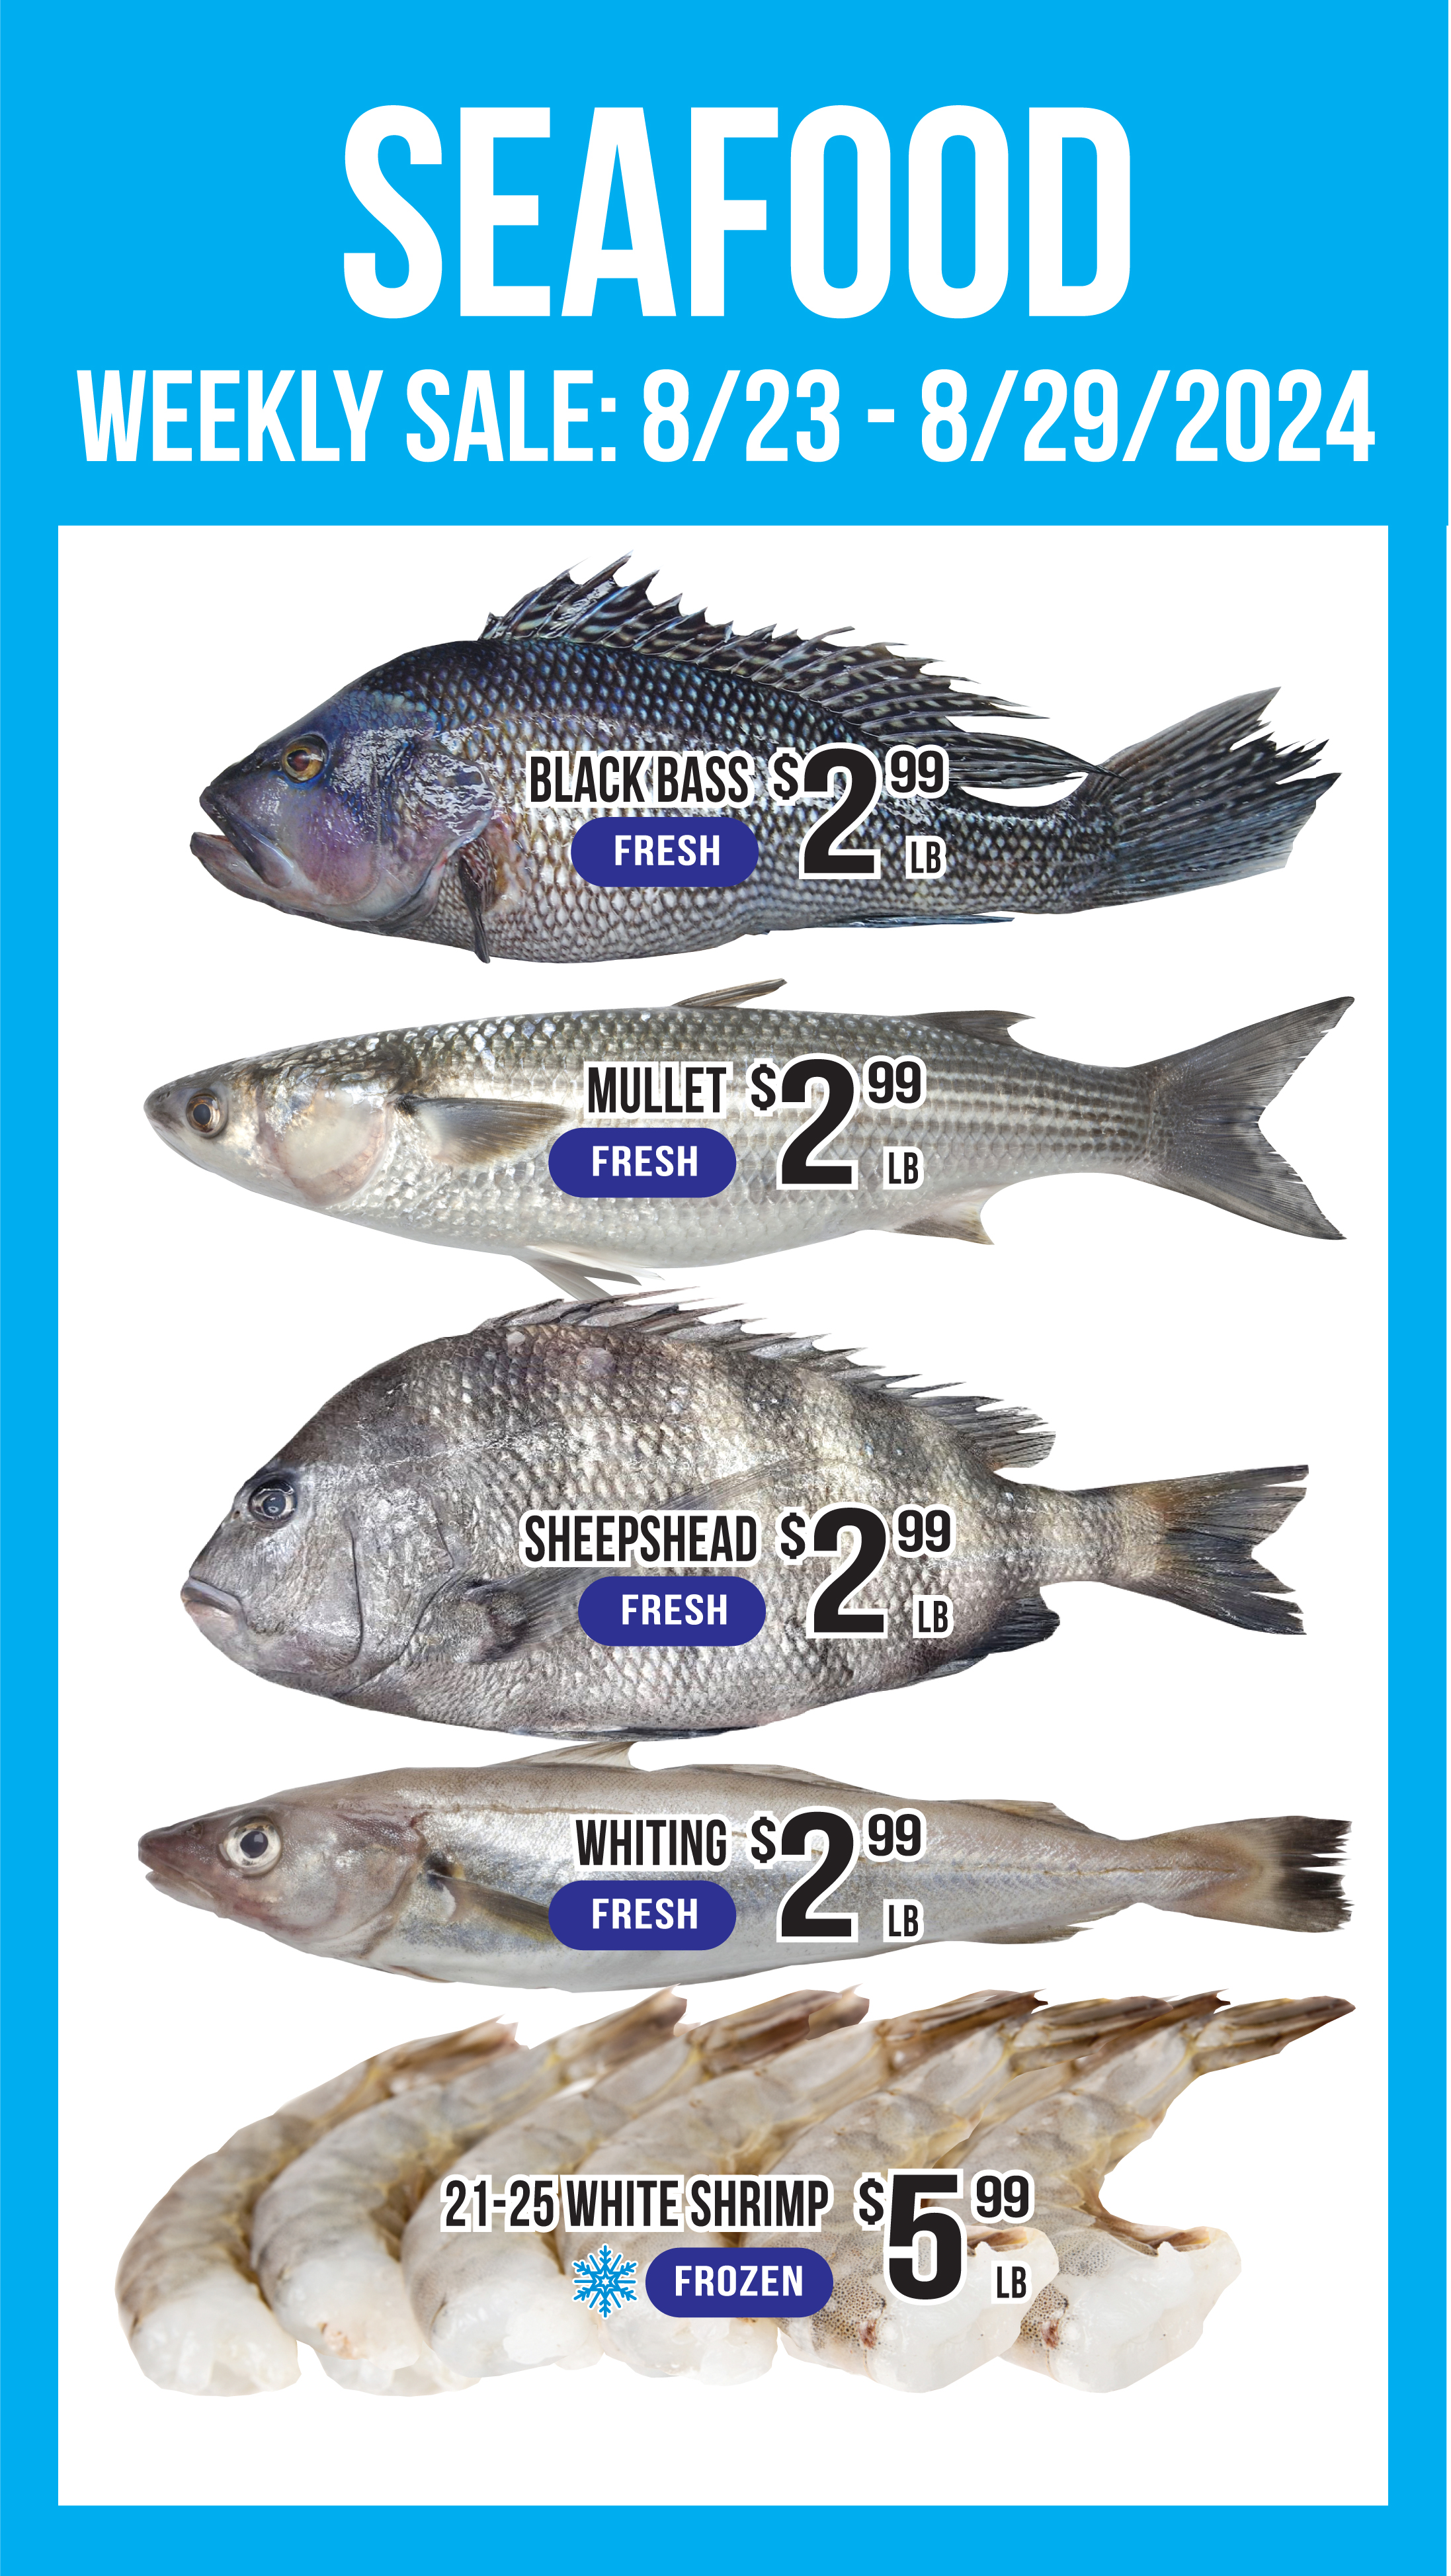 SEAFOOD
WEEKLY SALE: 8/23 - 8/29/2024
BLACK BASS $2 99
FRESH LB
MULLET $2 99
FRESH LB
SHEEPSHEAD $2 99
FRESH LB
WHITING $2 99
FRESH LB
21-25 WHITE SHRIMP $5 99
FROZEN LB